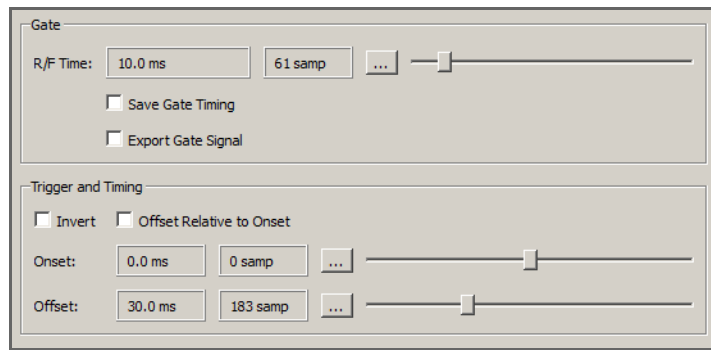 Gate
R/F Time: 10.0 ms 61 samp ...
Save Gate Timing
Export Gate Signal
Trigger and Timing
Invert Offset Relative to Onset
Onset: 0.0 ms 0 samp ...
Offset: 30.0 ms 183 samp ...